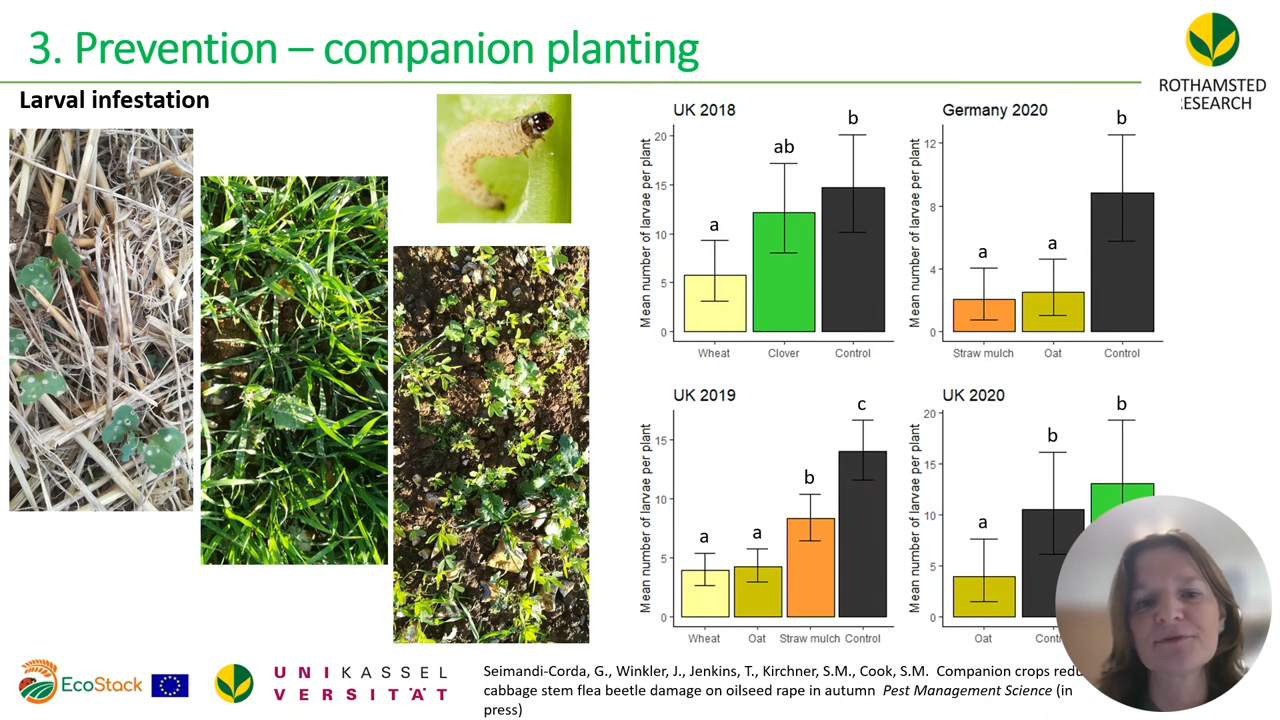 3. Prevention – companion planting
ROTHAMSTED
RESEARCH
Larval infestation
UK 2018
Mean number of larvae per plant
20
15
10
5
0
a
ab
b
Wheat
Clover
Control
Germany 2020
Mean number of larvae per plant
12
8
4
0
a
a
b
Straw mulch
Oat
Control
UK 2019
Mean number of larvae per plant
15
10
5
0
a
a
b
c
Wheat
Oat
Straw mulch
Control
UK 2020
Mean number of larvae per plant
20
15
10
5
0
a
b
b
Oat
EcoStack
UNIKASSEL
VERSITÄT
Seimandi-Corda, G., Winkler, J., Jenkins, T., Kirchner, S.M., Cook, S.M. Companion crops
cabbage stem flea beetle damage on oilseed rape in autumn Pest Management Science (in
press)